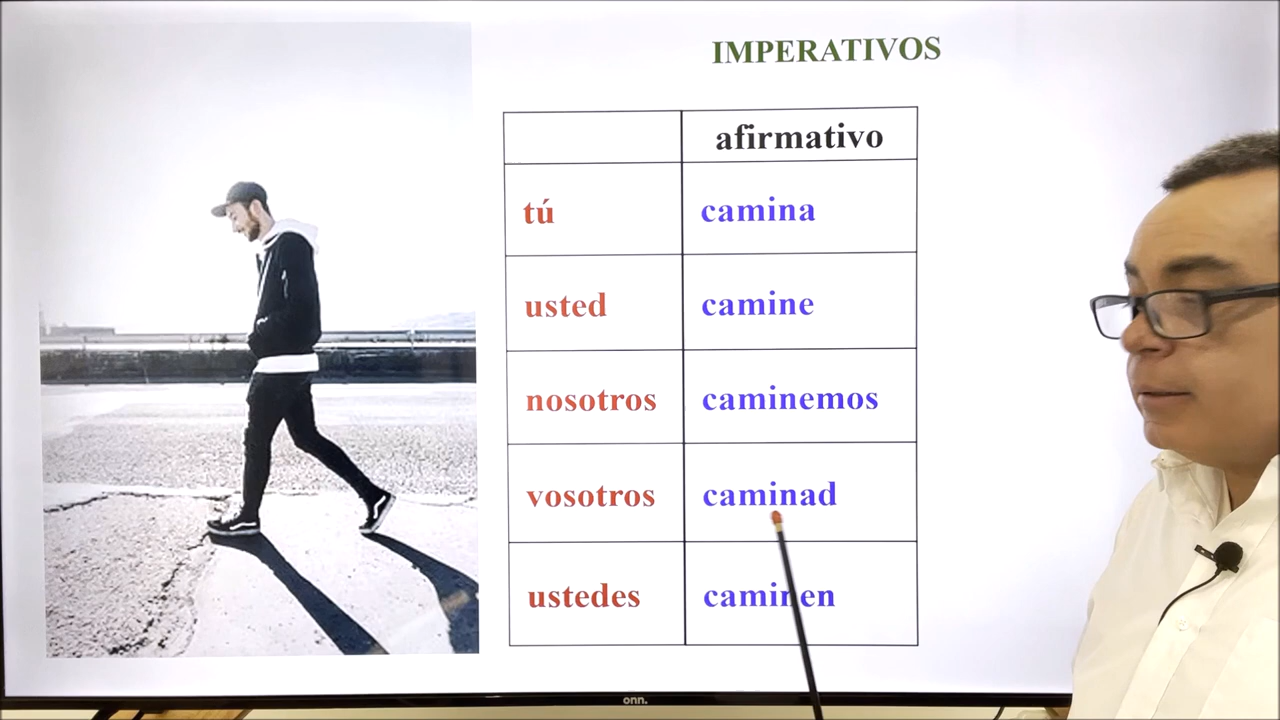 IMPERATIVOS
afirmativo
tú camina
usted camine
nosotros caminemos
vosotros caminad
ustedes caminen
onn.